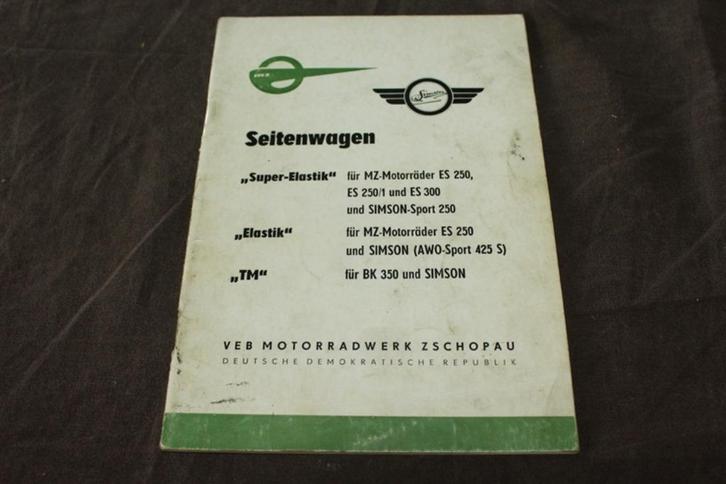 Simson
Seitenwagen
„Super-Elastik“ für MZ-Motorräder ES 250,
ES 250/1 und ES 300
und SIMSON-Sport 250
„Elastik“ für MZ-Motorräder ES 250
und SIMSON (AWO-Sport 425 S)
„TM“ für BK 350 und SIMSON
VEB MOTORRADWERK ZSCHOPAU
DEUTSCHE DEMOKRATISCHE REPUBLIK